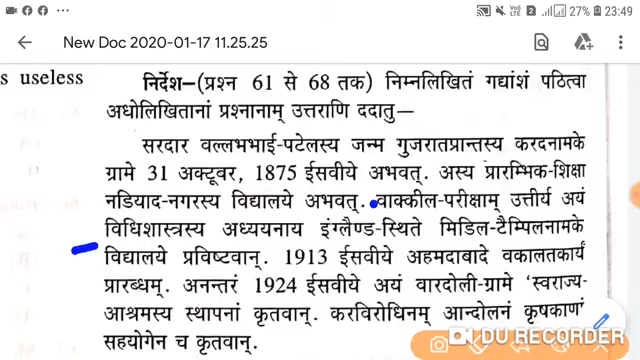 27% 23:49
New Doc 2020-01-17 11.25.25
s useless
निर्देश—(प्रश्न 61 से 68 तक) निम्नलिखितं गद्यांशं पठित्वा
अधोलिखितानां प्रश्नानाम् उत्तराणि ददातु—
सरदार वल्लभभाई-पटेलस्य जन्म गुजरातप्रान्तस्य करदनामके
ग्रामे 31 अक्टूबर, 1875 ईसवीये अभवत्. अस्य प्रारम्भिक-शिक्षा
नडियाद-नगरस्य विद्यालये अभवत्. वाक्कील-परीक्षाम् उत्तीर्य अयं
विधिशास्त्रस्य अध्ययनाय इंग्लैण्ड-स्थिते मिडिल-टैम्पिलनामके
विद्यालये प्रविष्टवान्. 1913 ईसवीये अहमदाबादे वकालतकार्यं
प्रारब्धम्. अनन्तरं 1924 ईसवीये अयं वारदोली-ग्रामे 'स्वराज्य-
आश्रमस्य स्थापनां कृतवान्. करविरोधिनम् आन्दोलनं कृषकाणां
सहयोगेन च कृतवान्.
DU RECORDER